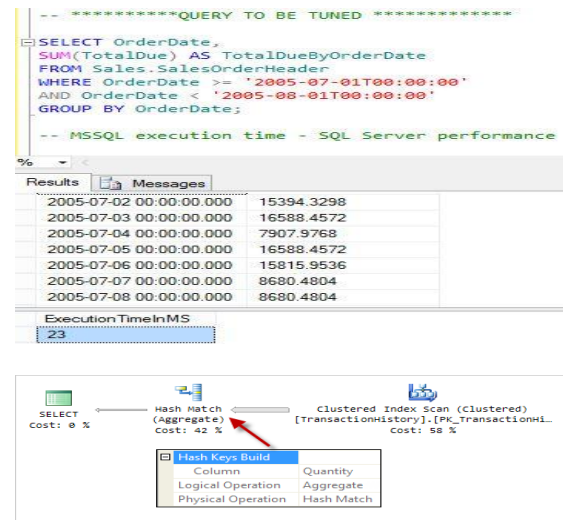 -- **********QUERY TO BE TUNED *************
SELECT OrderDate,
SUM(TotalDue) AS TotalDueByOrderDate
FROM Sales.SalesOrderHeader
WHERE OrderDate >= '2005-07-01T00:00:00'
AND OrderDate < '2005-08-01T00:00:00'
GROUP BY OrderDate;
-- MSSQL execution time - SQL Server performance
%
Results Messages
2005-07-02 00:00:00.000 15394.3298
2005-07-03 00:00:00.000 16588.4572
2005-07-04 00:00:00.000 7907.9768
2005-07-05 00:00:00.000 16588.4572
2005-07-06 00:00:00.000 15815.9536
2005-07-07 00:00:00.000 8680.4804
2005-07-08 00:00:00.000 8680.4804
ExecutionTimeInMS
23
SELECT
Cost: 0 %
Hash Match
(Aggregate)
Cost: 42 %
Clustered Index Scan (Clustered)
[TransactionHistory].[PK_TransactionHi…
Cost: 58 %
Hash Keys Build
Column Quantity
Logical Operation Aggregate
Physical Operation Hash Match